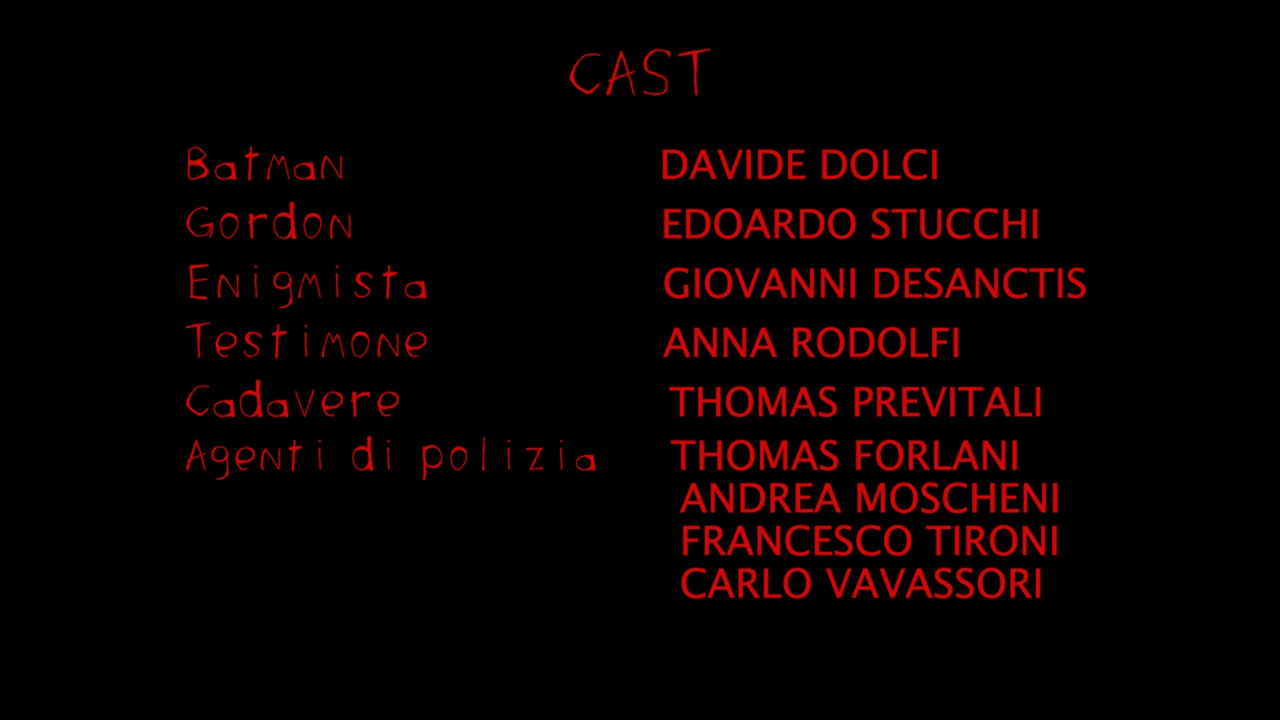 CAST
Batman DAVIDE DOLCI
Gordon EDOARDO STUCCHI
Enigmista GIOVANNI DESANCTIS
Testimone ANNA RODOLFI
Cadavere THOMAS PREVITALI
Agenti di polizia THOMAS FORLANI
ANDREA MOSCHENI
FRANCESCO TIRONI
CARLO VAVASSORI